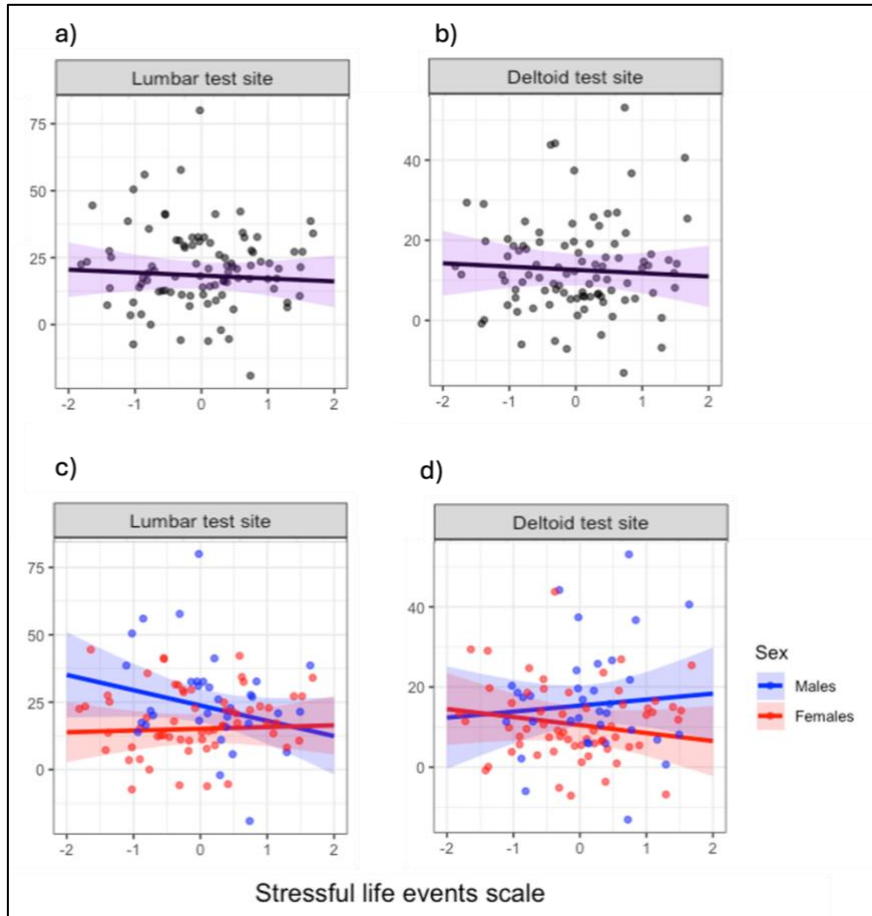 a)
b)
Lumbar test site
Deltoid test site
75
50
25
0
40
20
0
-2 -1 0 1 2
-2 -1 0 1 2
c)
d)
Lumbar test site
Deltoid test site
75
50
25
0
40
20
0
Sex
Males
Females
-2 -1 0 1 2
-2 -1 0 1 2
Stressful life events scale